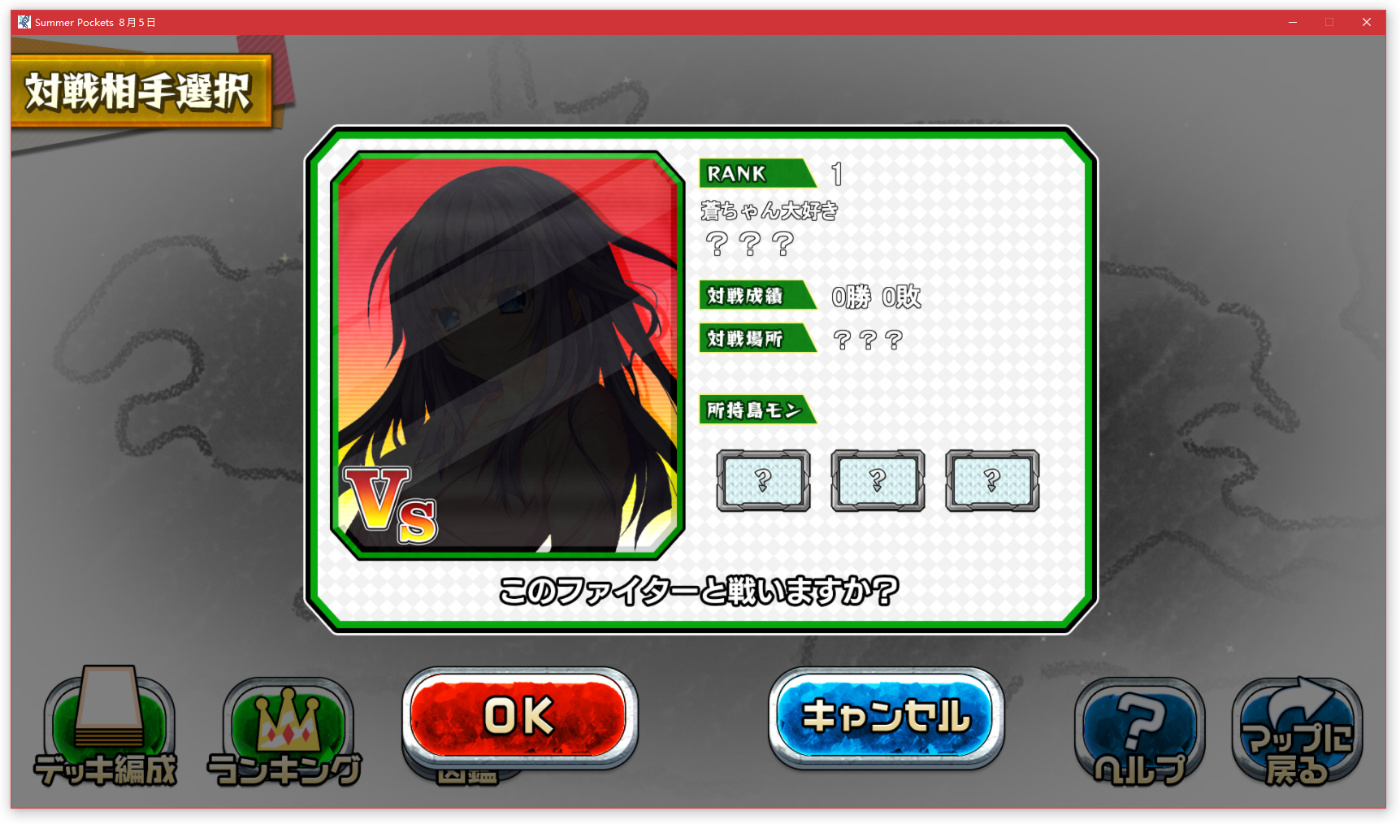 Summer Pockets ８月５日
対戦相手選択
RANK 1
蒼ちゃん大好き
？？？
対戦成績 0勝 0敗
対戦場所 ？？？
所持島モン
? ? ?
Vs
このファイターと戦いますか？
OK
キャンセル
デッキ編成
ランキング
図鑑
ヘルプ
マップに
戻る